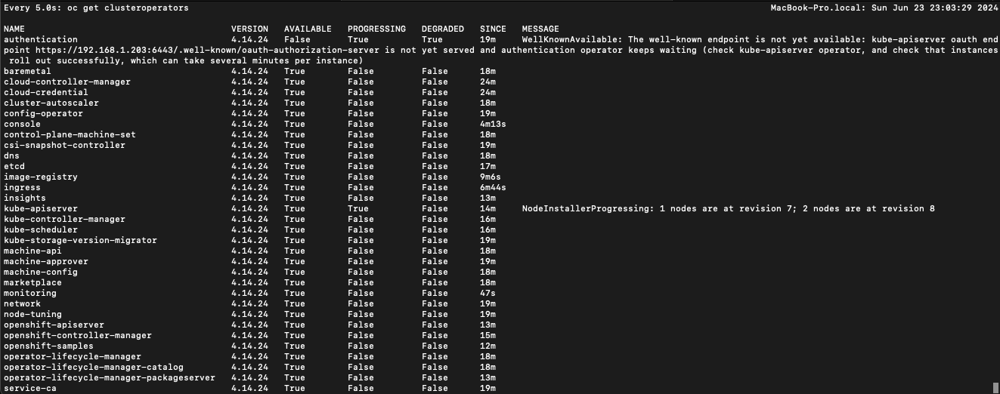 Every 5.0s: oc get clusteroperators MacBook-Pro.local: Sun Jun 23 23:03:29 2024
NAME VERSION AVAILABLE PROGRESSING DEGRADED SINCE MESSAGE
authentication 4.14.24 False True True 19m WellKnownAvailable: The well-known endpoint is not yet available: kube-apiserver oauth end
point https://192.168.1.203:6443/.well-known/oauth-authorization-server is not yet served and authentication operator keeps waiting (check kube-apiserver operator, and check that instances
roll out successfully, which can take several minutes per instance)
baremetal 4.14.24 True False False 18m
cloud-controller-manager 4.14.24 True False False 24m
cloud-credential 4.14.24 True False False 24m
cluster-autoscaler 4.14.24 True False False 18m
config-operator 4.14.24 True False False 19m
console 4.14.24 True False False 4m13s
control-plane-machine-set 4.14.24 True False False 18m
csi-snapshot-controller 4.14.24 True False False 19m
dns 4.14.24 True False False 18m
etcd 4.14.24 True False False 17m
image-registry 4.14.24 True False False 9m6s
ingress 4.14.24 True False False 6m44s
insights 4.14.24 True False False 13m
kube-apiserver 4.14.24 True True False 14m NodeInstallerProgressing: 1 nodes are at revision 7; 2 nodes are at revision 8
kube-controller-manager 4.14.24 True False False 16m
kube-scheduler 4.14.24 True False False 16m
kube-storage-version-migrator 4.14.24 True False False 19m
machine-api 4.14.24 True False False 18m
machine-approver 4.14.24 True False False 19m
machine-config 4.14.24 True False False 18m
marketplace 4.14.24 True False False 18m
monitoring 4.14.24 True False False 47s
network 4.14.24 True False False 19m
node-tuning 4.14.24 True False False 19m
openshift-apiserver 4.14.24 True False False 13m
openshift-controller-manager 4.14.24 True False False 15m
openshift-samples 4.14.24 True False False 12m
operator-lifecycle-manager 4.14.24 True False False 18m
operator-lifecycle-manager-catalog 4.14.24 True False False 18m
operator-lifecycle-manager-packageserver 4.14.24 True False False 13m
service-ca 4.14.24 True False False 19m